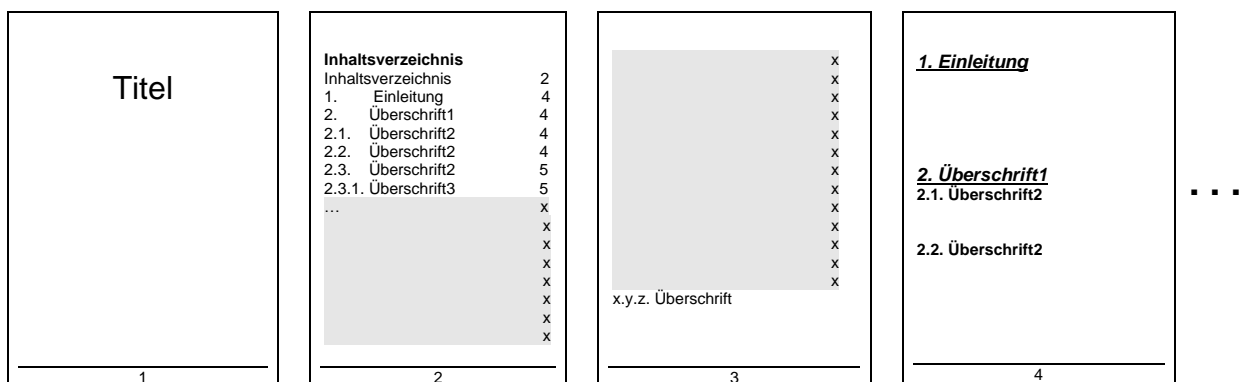 Titel
1
Inhaltsverzeichnis
Inhaltsverzeichnis 2
1. Einleitung 4
2. Überschrift1 4
2.1. Überschrift2 4
2.2. Überschrift2 4
2.3. Überschrift2 5
2.3.1. Überschrift3 5
… x
x
x
x
x
x
x
x
2
x
x
x
x
x
x
x
x
x
x
x
x
x
x.y.z. Überschrift
3
1. Einleitung
2. Überschrift1
2.1. Überschrift2
2.2. Überschrift2
4
. . .